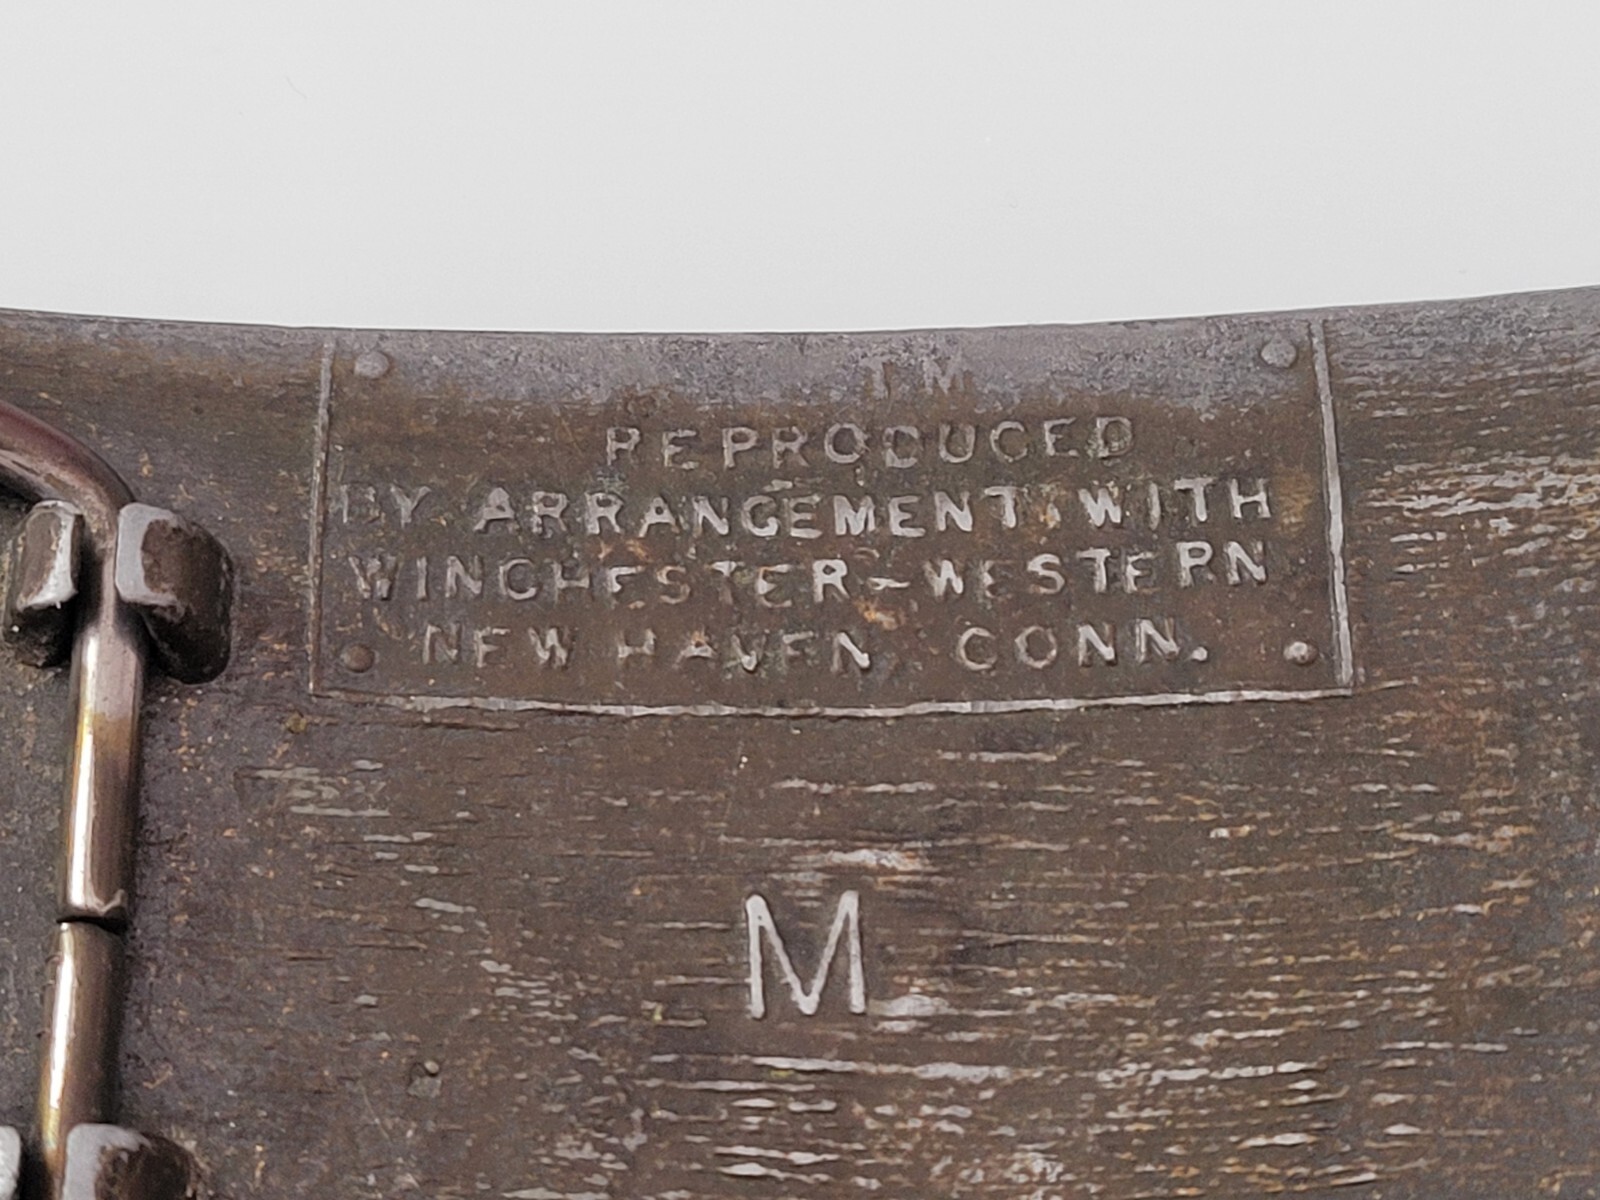 TM
REPRODUCED
BY ARRANGEMENT WITH
WINCHESTER-WESTERN
NEW HAVEN, CONN.
M